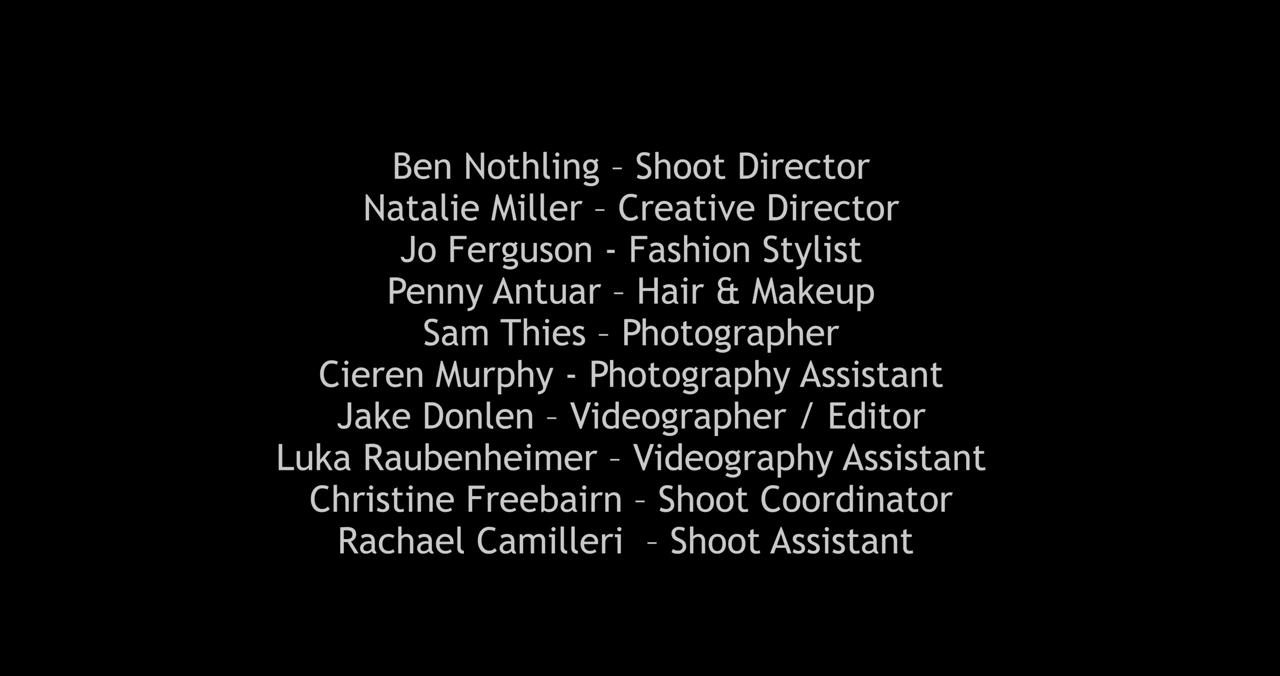 Ben Nothling – Shoot Director
Natalie Miller – Creative Director
Jo Ferguson - Fashion Stylist
Penny Antuar – Hair & Makeup
Sam Thies – Photographer
Cieren Murphy - Photography Assistant
Jake Donlen – Videographer / Editor
Luka Raubenheimer – Videography Assistant
Christine Freebairn – Shoot Coordinator
Rachael Camilleri  – Shoot Assistant